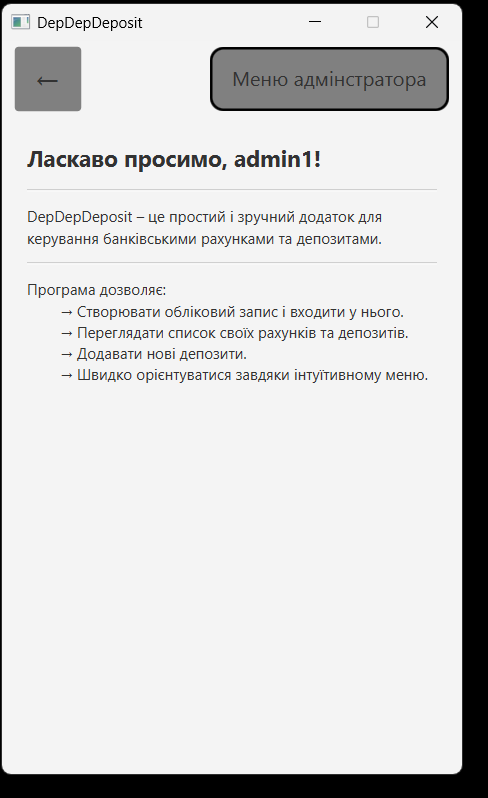 DepDepDeposit
←
Меню адмінстратора
Ласкаво просимо, admin1!
DepDepDeposit – це простий і зручний додаток для
керування банківськими рахунками та депозитами.
Програма дозволяє:
→ Створювати обліковий запис і входити у нього.
→ Переглядати список своїх рахунків та депозитів.
→ Додавати нові депозити.
→ Швидко орієнтуватися завдяки інтуїтивному меню.